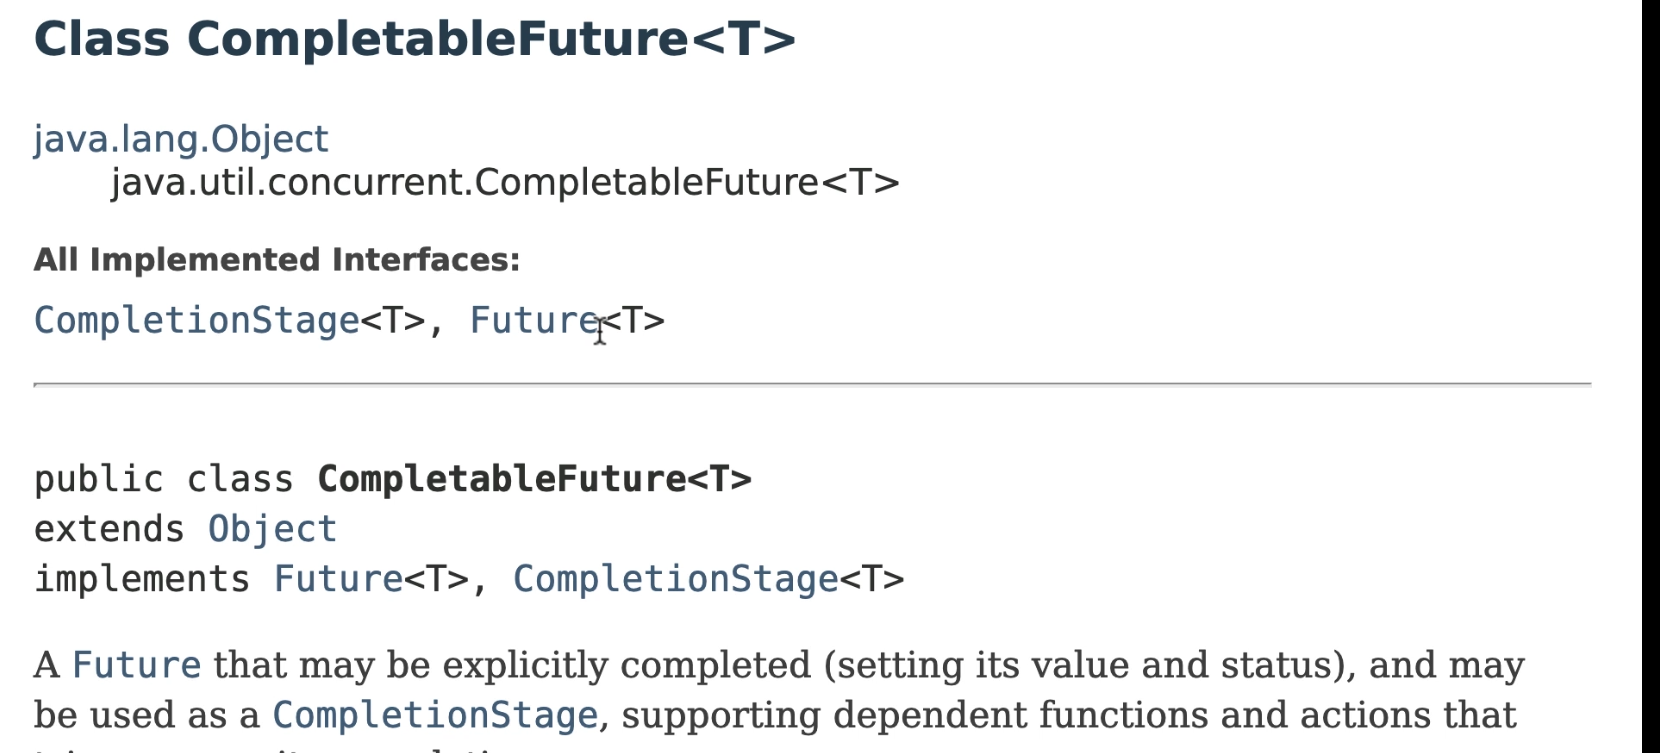 Class CompletableFuture<T>
java.lang.Object
java.util.concurrent.CompletableFuture<T>
All Implemented Interfaces:
CompletionStage<T>, Future<T>
public class CompletableFuture<T>
extends Object
implements Future<T>, CompletionStage<T>
A Future that may be explicitly completed (setting its value and status), and may
be used as a CompletionStage, supporting dependent functions and actions that